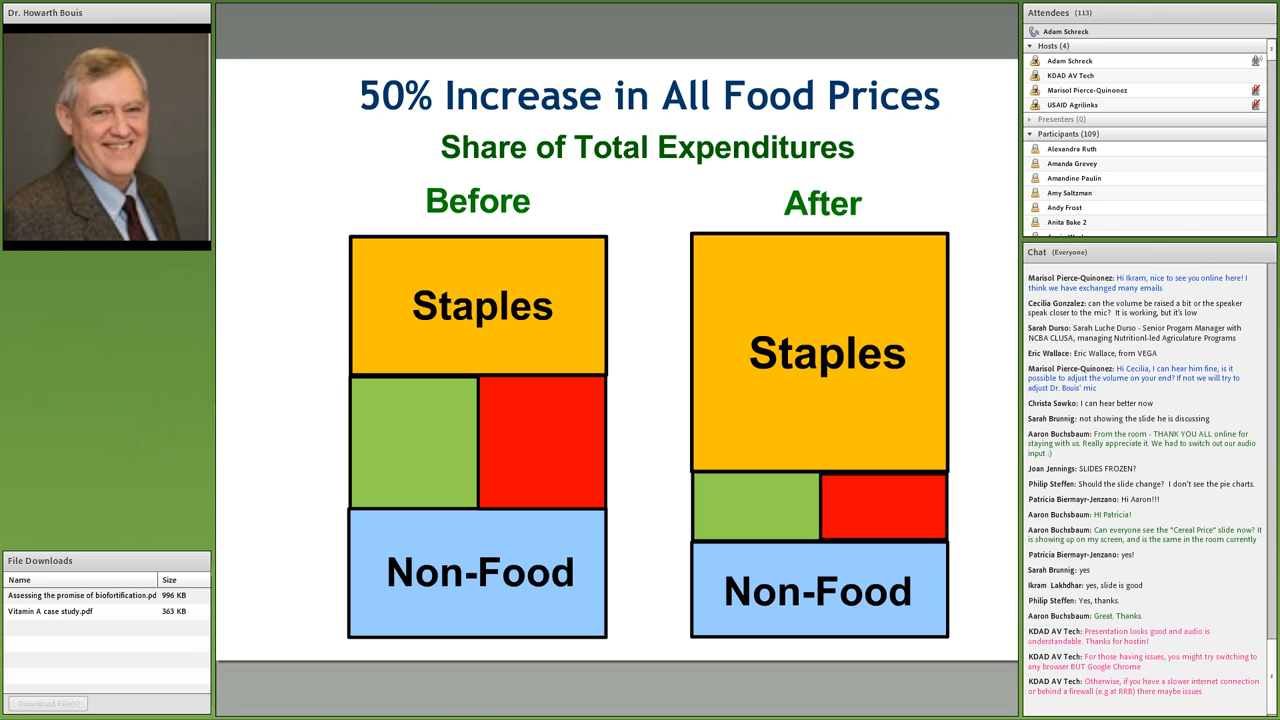 Dr. Howarth Bouis
50% Increase in All Food Prices
Share of Total Expenditures
Before
After
Staples
Staples
Non-Food
Non-Food
File Downloads
Name Size
Assessing the promise of biofortification.pd 996 KB
Vitamin A case study.pdf 363 KB
Download File(s)
Attendees (113)
Adam Schreck
Hosts (4)
Adam Schreck
KDAD AV Tech
Marisol Pierce-Quinonez
USAID Agrilinks
Presenters (0)
Participants (109)
Alexandra Ruth
Amanda Grevey
Amandine Paulin
Amy Saltzman
Andy Frost
Anita Bake 2
Chat (Everyone)
Marisol Pierce-Quinonez: Hi Ikram, nice to see you online here! I
think we have exchanged many emails
Cecilia Gonzalez: can the volume be raised a bit or the speaker
speak closer to the mic? It is working, but it's low
Sarah Durso: Sarah Luche Durso - Senior Progam Manager with
NCBA CLUSA, managing Nutritionl-led Agriculature Programs
Eric Wallace: Eric Wallace, from VEGA
Marisol Pierce-Quinonez: Hi Cecilia, I can hear him fine, is it
possible to adjust the volume on your end? If not we will try to
adjust Dr. Bouis' mic
Christa Sawko: I can hear better now
Sarah Brunnig: not showing the slide he is discussing
Aaron Buchsbaum: From the room - THANK YOU ALL online for
staying with us. Really appreciate it. We had to switch out our audio
input :)
Joan Jennings: SLIDES FROZEN?
Philip Steffen: Should the slide change? I don't see the pie charts.
Patricia Biermayr-Jenzano: Hi Aaron!!!
Aaron Buchsbaum: HI Patricia!
Aaron Buchsbaum: Can everyone see the "Cereal Price" slide now? It
is showing up on my screen, and is the same in the room currently
Patricia Biermayr-Jenzano: yes!
Sarah Brunnig: yes
Ikram Lakhdhar: yes, slide is good
Philip Steffen: Yes, thanks.
Aaron Buchsbaum: Great. Thanks.
KDAD AV Tech: Presentation looks good and audio is
understandable. Thanks for hostin!
KDAD AV Tech: For those having issues, you might try switching to
any browser BUT Google Chrome
KDAD AV Tech: Otherwise, if you have a slower internet connection
or behind a firewall (e.g at RRB) there maybe issues